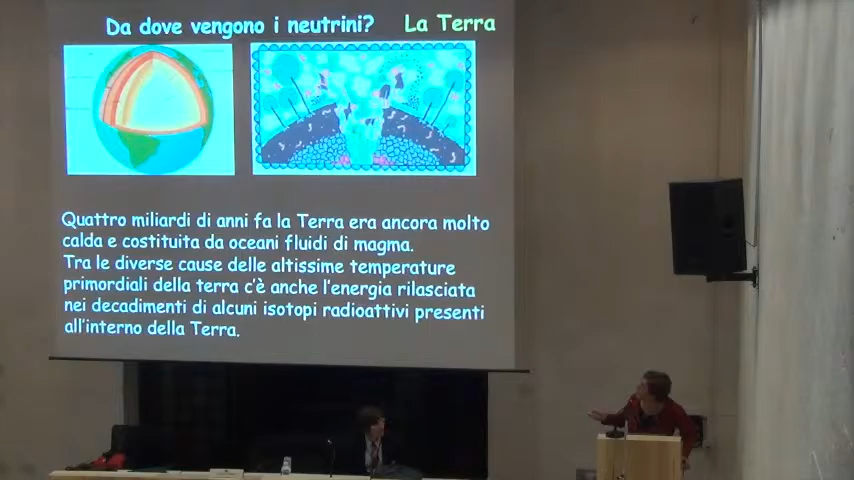 Da dove vengono i neutrini? La Terra
Quattro miliardi di anni fa la Terra era ancora molto
calda e costituita da oceani fluidi di magma.
Tra le diverse cause delle altissime temperature
primordiali della terra c'è anche l'energia rilasciata
nei decadimenti di alcuni isotopi radioattivi presenti
all'interno della Terra.